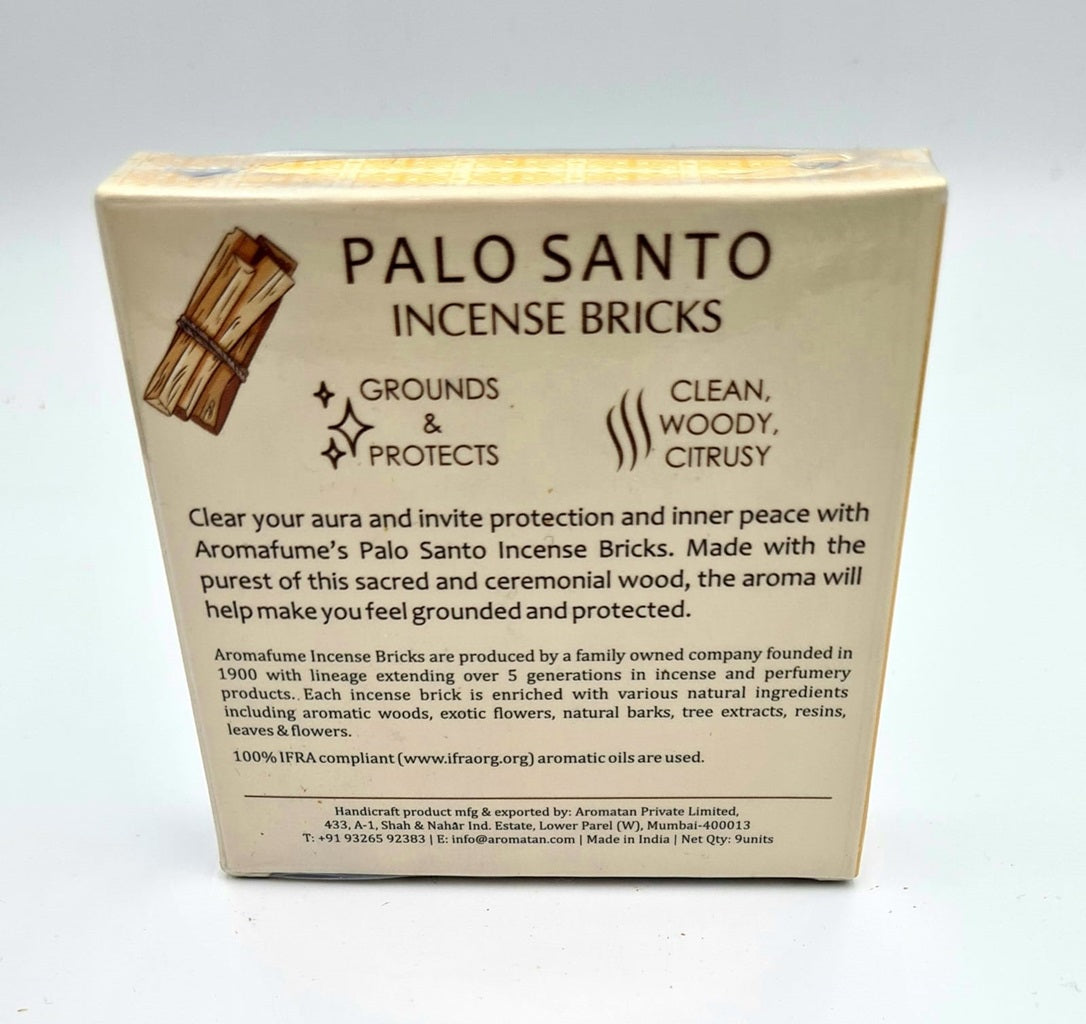 PALO SANTO
INCENSE BRICKS
GROUNDS
&
PROTECTS
CLEAN,
WOODY,
CITRUSY
Clear your aura and invite protection and inner peace with
Aromafume's Palo Santo Incense Bricks. Made with the
purest of this sacred and ceremonial wood, the aroma will
help make you feel grounded and protected.
Aromafume Incense Bricks are produced by a family owned company founded in
1900 with lineage extending over 5 generations in incense and perfumery
products. Each incense brick is enriched with various natural ingredients
including aromatic woods, exotic flowers, natural barks, tree extracts, resins,
leaves & flowers.
100% IFRA compliant (www.ifraorg.org) aromatic oils are used.
Handicraft product mfg & exported by: Aromatan Private Limited,
433, A-1, Shah & Nahar Ind. Estate, Lower Parel (W), Mumbai-400013
T: +91 93265 92383 | E: info@aromatan.com | Made in India | Net Qty: 9units